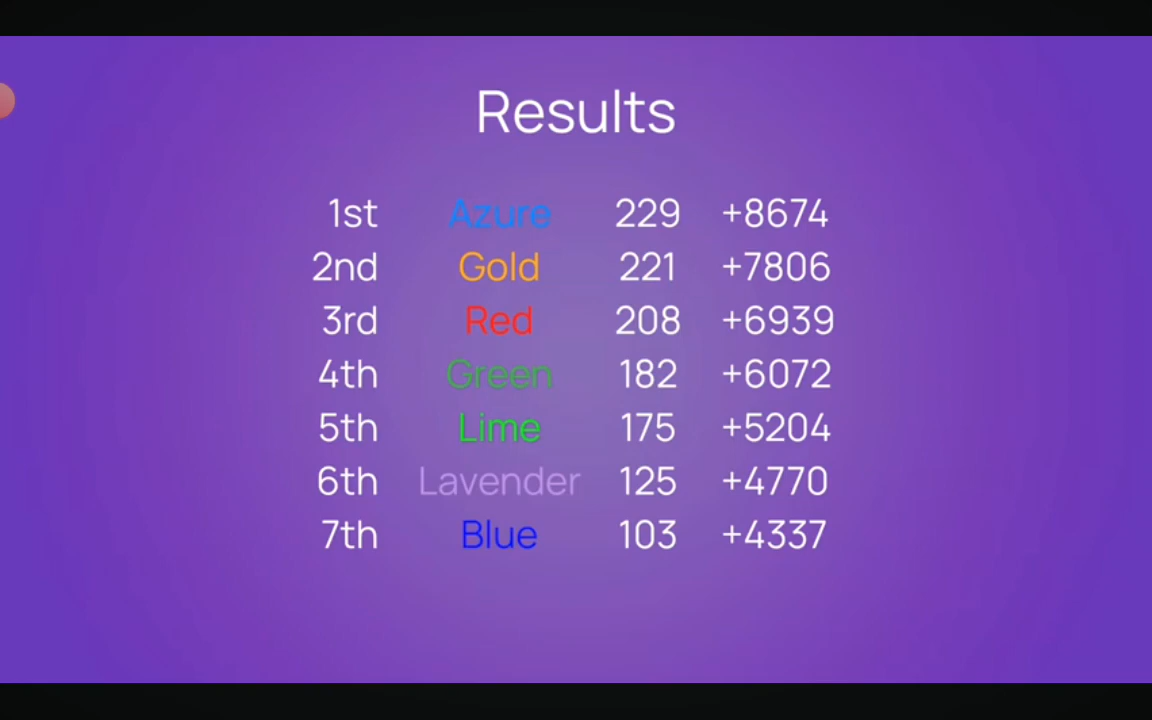 Results
1st Azure 229 +8674
2nd Gold 221 +7806
3rd Red 208 +6939
4th Green 182 +6072
5th Lime 175 +5204
6th Lavender 125 +4770
7th Blue 103 +4337